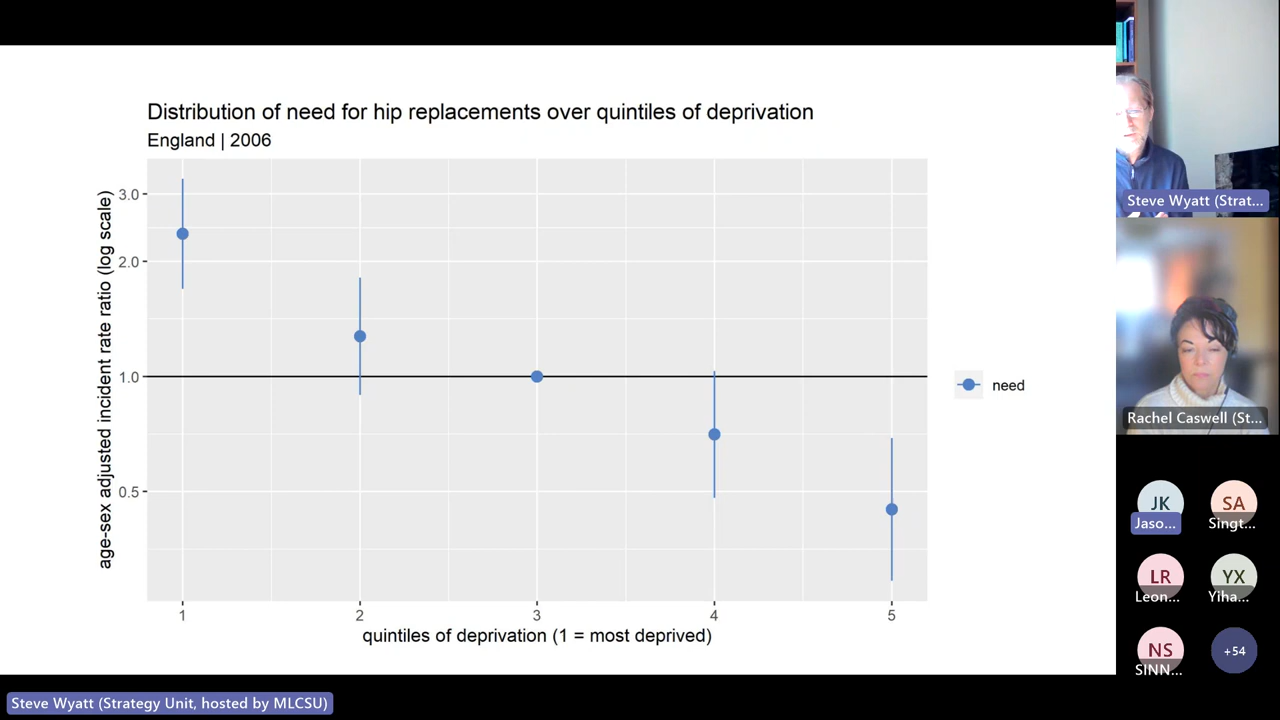 Distribution of need for hip replacements over quintiles of deprivation
England | 2006
age-sex adjusted incident rate ratio (log scale)
3.0
2.0
1.0
0.5
1 2 3 4 5
quintiles of deprivation (1 = most deprived)
need
Steve Wyatt (Strat...
Rachel Caswell (St...
JK
Jaso...
SA
Singt...
LR
Leon...
YX
Yiha...
NS
SINN...
+54
Steve Wyatt (Strategy Unit, hosted by MLCSU)